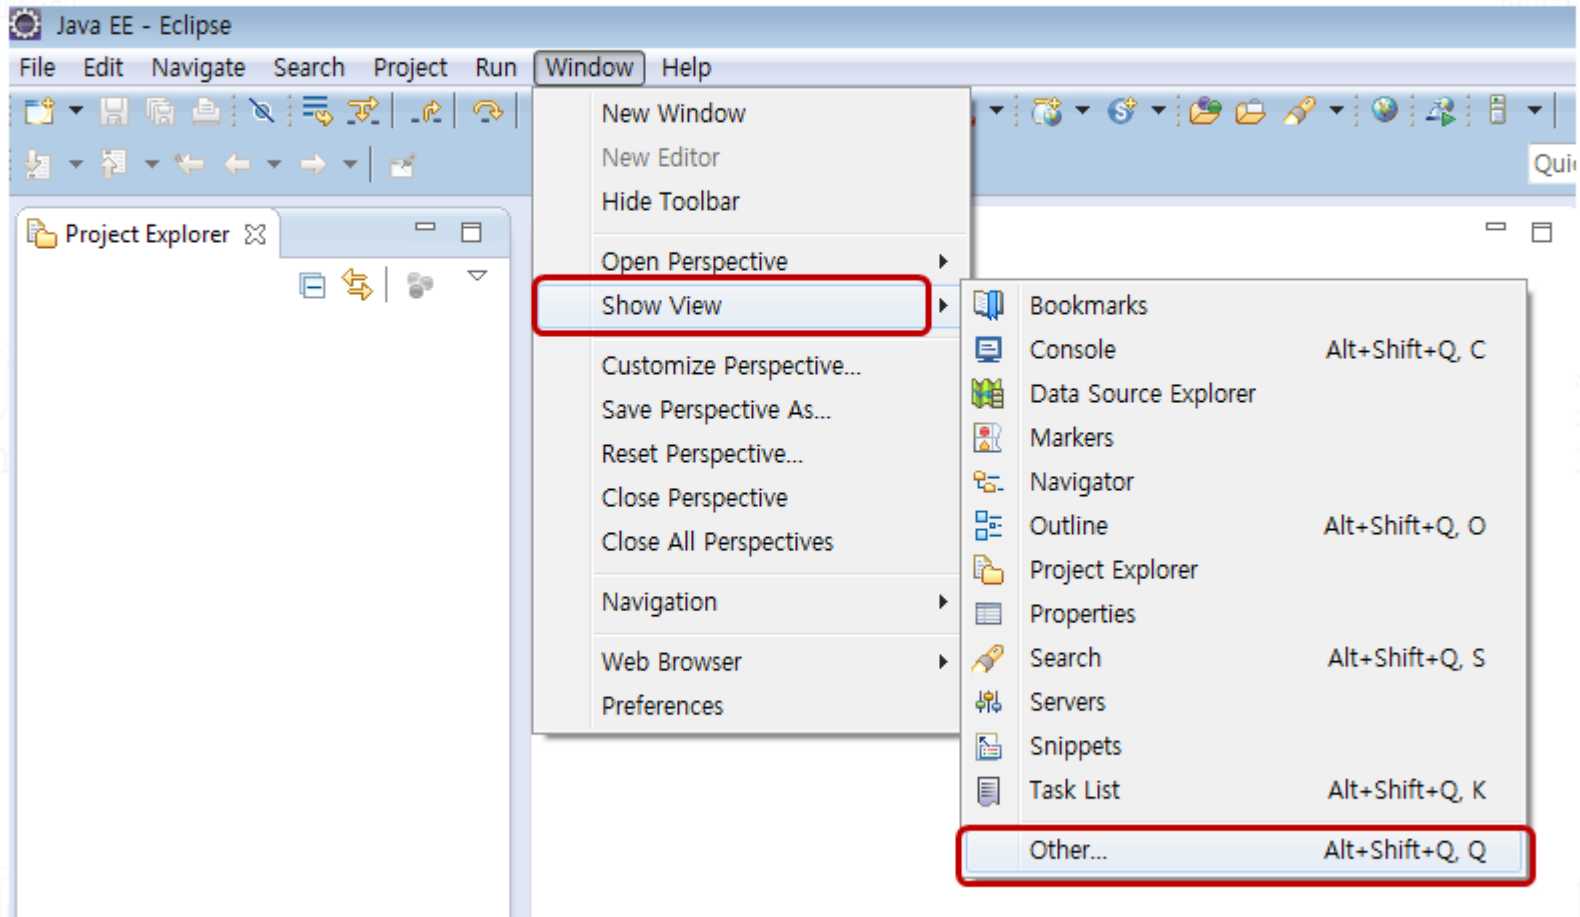 Java EE - Eclipse
File Edit Navigate Search Project Run Window Help
Project Explorer
New Window
New Editor
Hide Toolbar
Open Perspective
Show View
Customize Perspective...
Save Perspective As...
Reset Perspective...
Close Perspective
Close All Perspectives
Navigation
Web Browser
Preferences
Bookmarks
Console Alt+Shift+Q, C
Data Source Explorer
Markers
Navigator
Outline Alt+Shift+Q, O
Project Explorer
Properties
Search Alt+Shift+Q, S
Servers
Snippets
Task List Alt+Shift+Q, K
Other... Alt+Shift+Q, Q